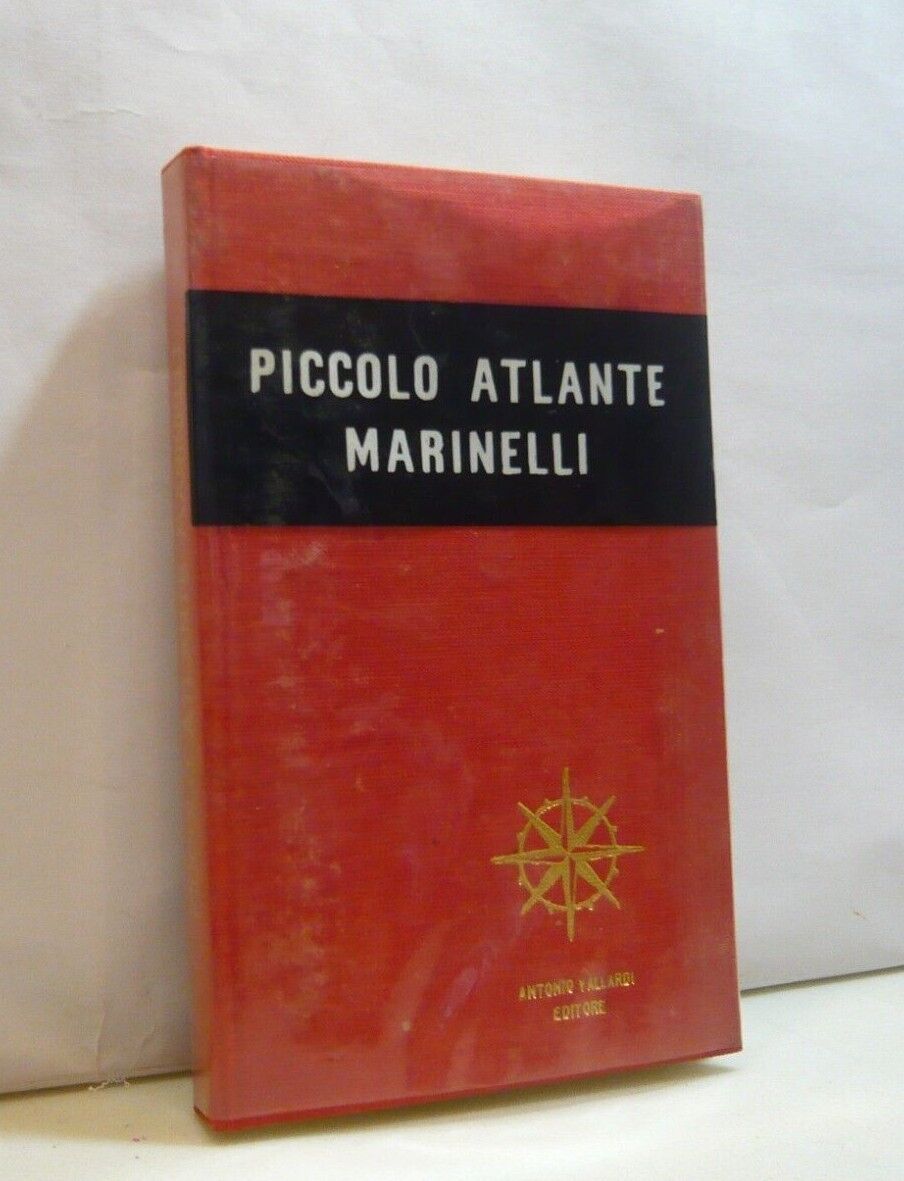 PICCOLO ATLANTE
MARINELLI
ANTONIO VALLARDI
EDITORE